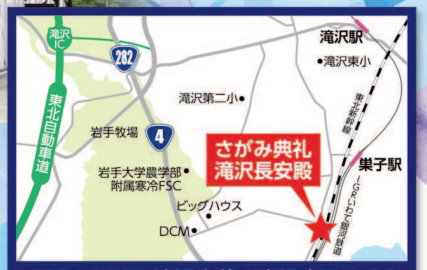 滝沢
IC
282
滝沢駅
滝沢東小
東北自動車道
滝沢第二小
東北新幹線
岩手牧場
4
さがみ典礼
滝沢長安殿
巣子駅
岩手大学農学部
附属寒冷FSC
IGRいわて銀河鉄道
ビッグハウス
DCM